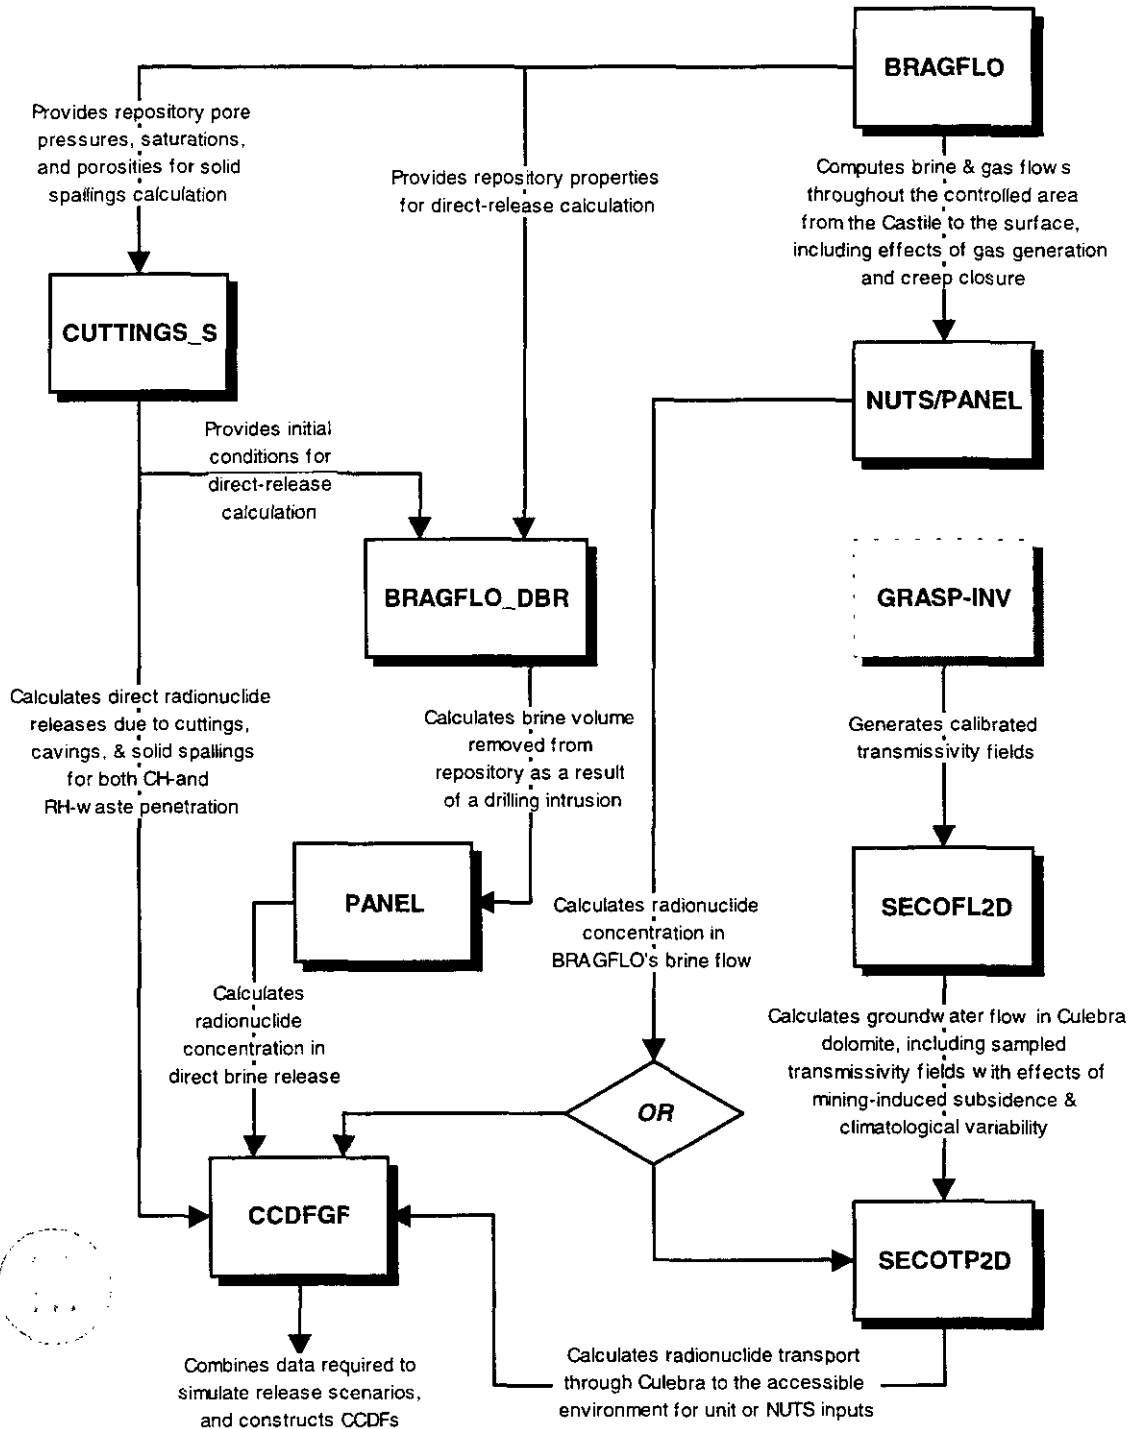 BRAGFLO
Provides repository pore
pressures, saturations,
and porosities for solid
spallings calculation
Provides repository properties
for direct-release calculation
Computes brine & gas flows
throughout the controlled area
from the Castile to the surface,
including effects of gas generation
and creep closure
CUTTINGS_S
NUTS/PANEL
Provides initial
conditions for
direct-release
calculation
BRAGFLO_DBR
GRASP-INV
Calculates direct radionuclide
releases due to cuttings,
cavings, & solid spallings
for both CH-and
RH-waste penetration
Calculates brine volume
removed from
repository as a result
of a drilling intrusion
Generates calibrated
transmissivity fields
PANEL
SECOFL2D
Calculates radionuclide
concentration in
BRAGFLO's brine flow
Calculates
radionuclide
concentration in
direct brine release
Calculates groundwater flow in Culebra
dolomite, including sampled
transmissivity fields with effects of
mining-induced subsidence &
climatological variability
OR
CCDFGF
SECOTP2D
Combines data required to
simulate release scenarios,
and constructs CCDFs
Calculates radionuclide transport
through Culebra to the accessible
environment for unit or NUTS inputs